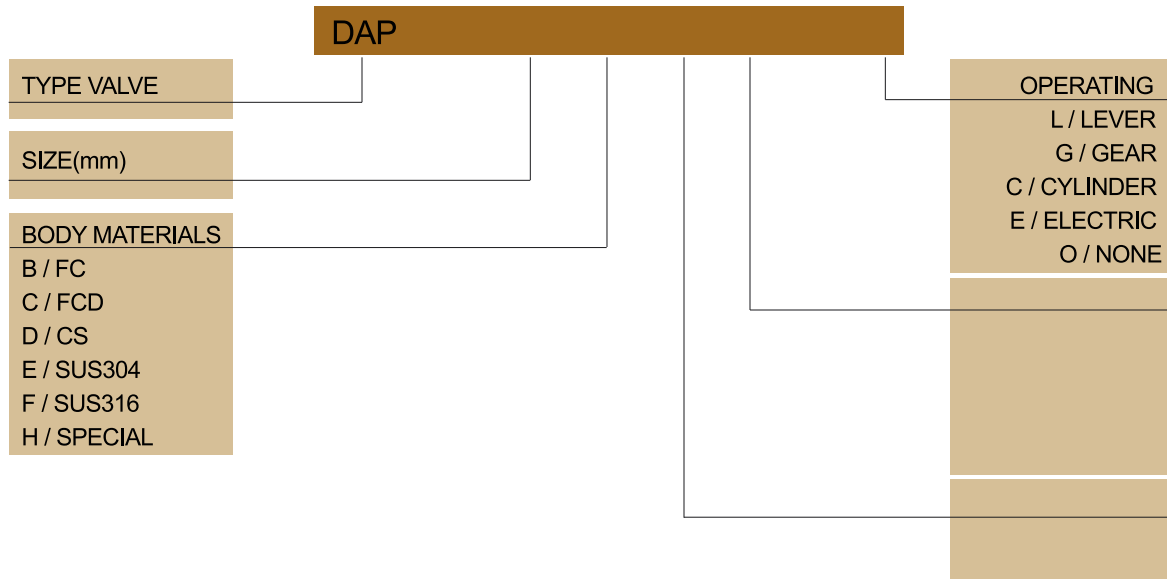 DAP
TYPE VALVE
SIZE(mm)
BODY MATERIALS
B / FC
C / FCD
D / CS
E / SUS304
F / SUS316
H / SPECIAL
OPERATING
L / LEVER
G / GEAR
C / CYLINDER
E / ELECTRIC
O / NONE